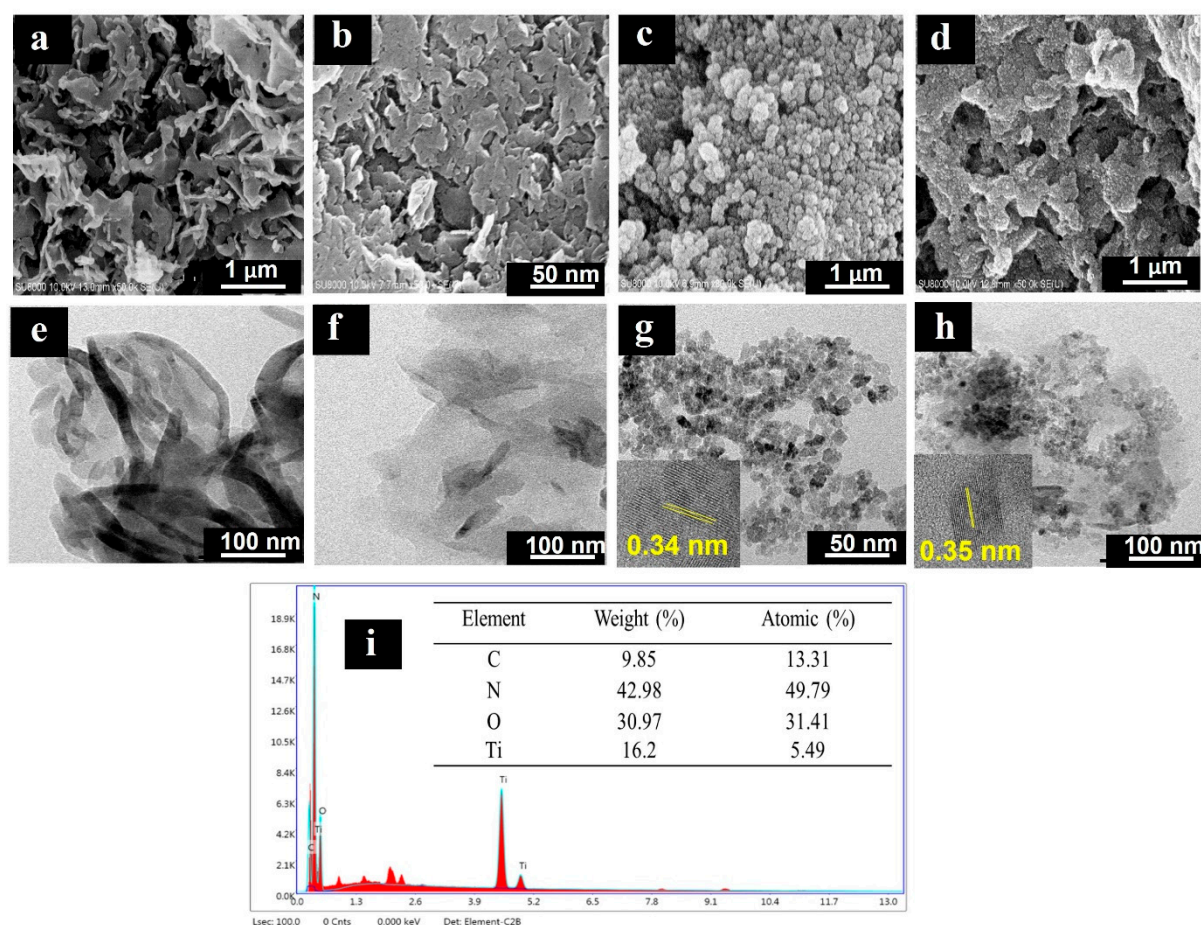 a
b
c
d
1 µm
50 nm
1 µm
1 µm
e
f
g
h
0.34 nm
0.35 nm
100 nm
100 nm
50 nm
100 nm
i
Element Weight (%) Atomic (%)
C 9.85 13.31
N 42.98 49.79
O 30.97 31.41
Ti 16.2 5.49
18.9K
16.8K
14.7K
12.6K
10.5K
8.4K
6.3K
4.2K
2.1K
0.0K
N
O
Ti
C
Ti
Ti
0.0 1.3 2.6 3.9 5.2 6.5 7.8 9.1 10.4 11.7 13.0
Lsec: 100.0 0 Cnts 0.000 keV Det: Element-C2B